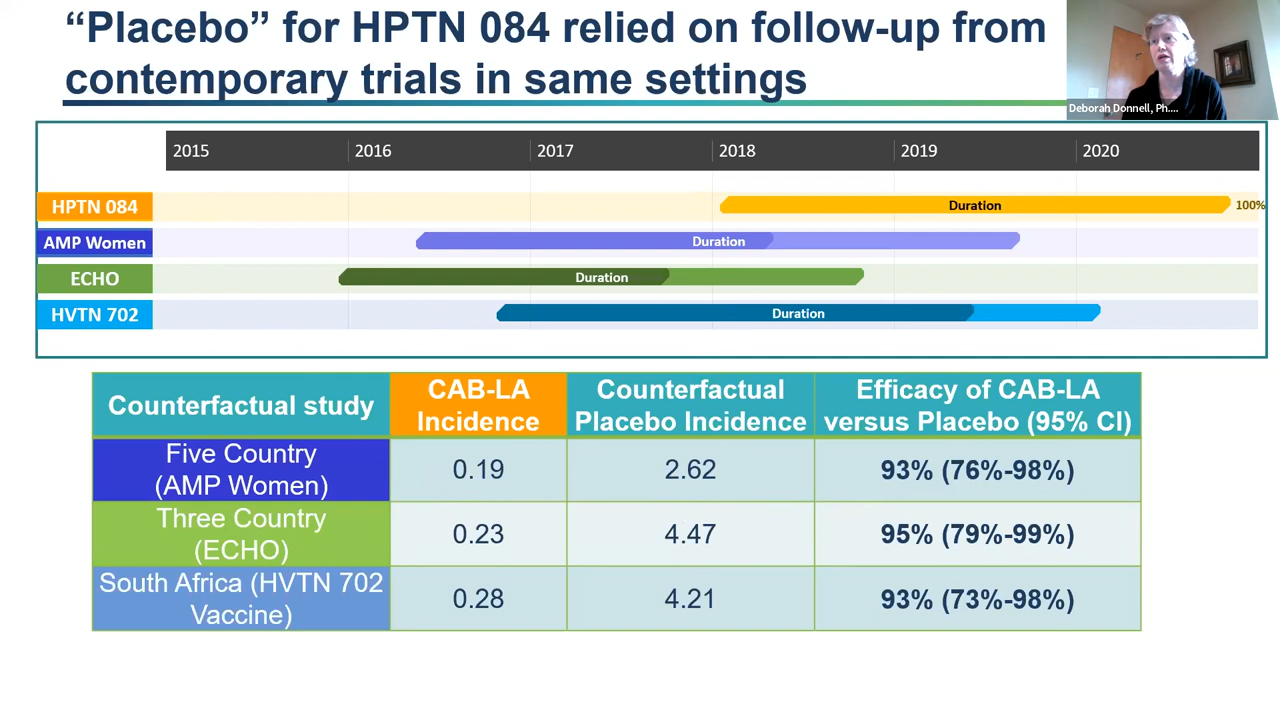 “Placebo” for HPTN 084 relied on follow-up from
contemporary trials in same settings
Deborah Donnell, Ph....
2015 2016 2017 2018 2019 2020
HPTN 084 Duration 100%
AMP Women Duration
ECHO Duration
HVTN 702 Duration
Counterfactual study
CAB-LA
Incidence
Counterfactual
Placebo Incidence
Efficacy of CAB-LA
versus Placebo (95% CI)
Five Country
(AMP Women)
0.19
2.62
93% (76%-98%)
Three Country
(ECHO)
0.23
4.47
95% (79%-99%)
South Africa (HVTN 702
Vaccine)
0.28
4.21
93% (73%-98%)